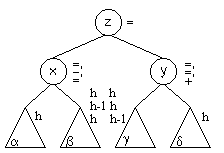 z =
x =; -; =
y =; =; +
h h
h-1 h
h h-1
h
h
α β γ δ